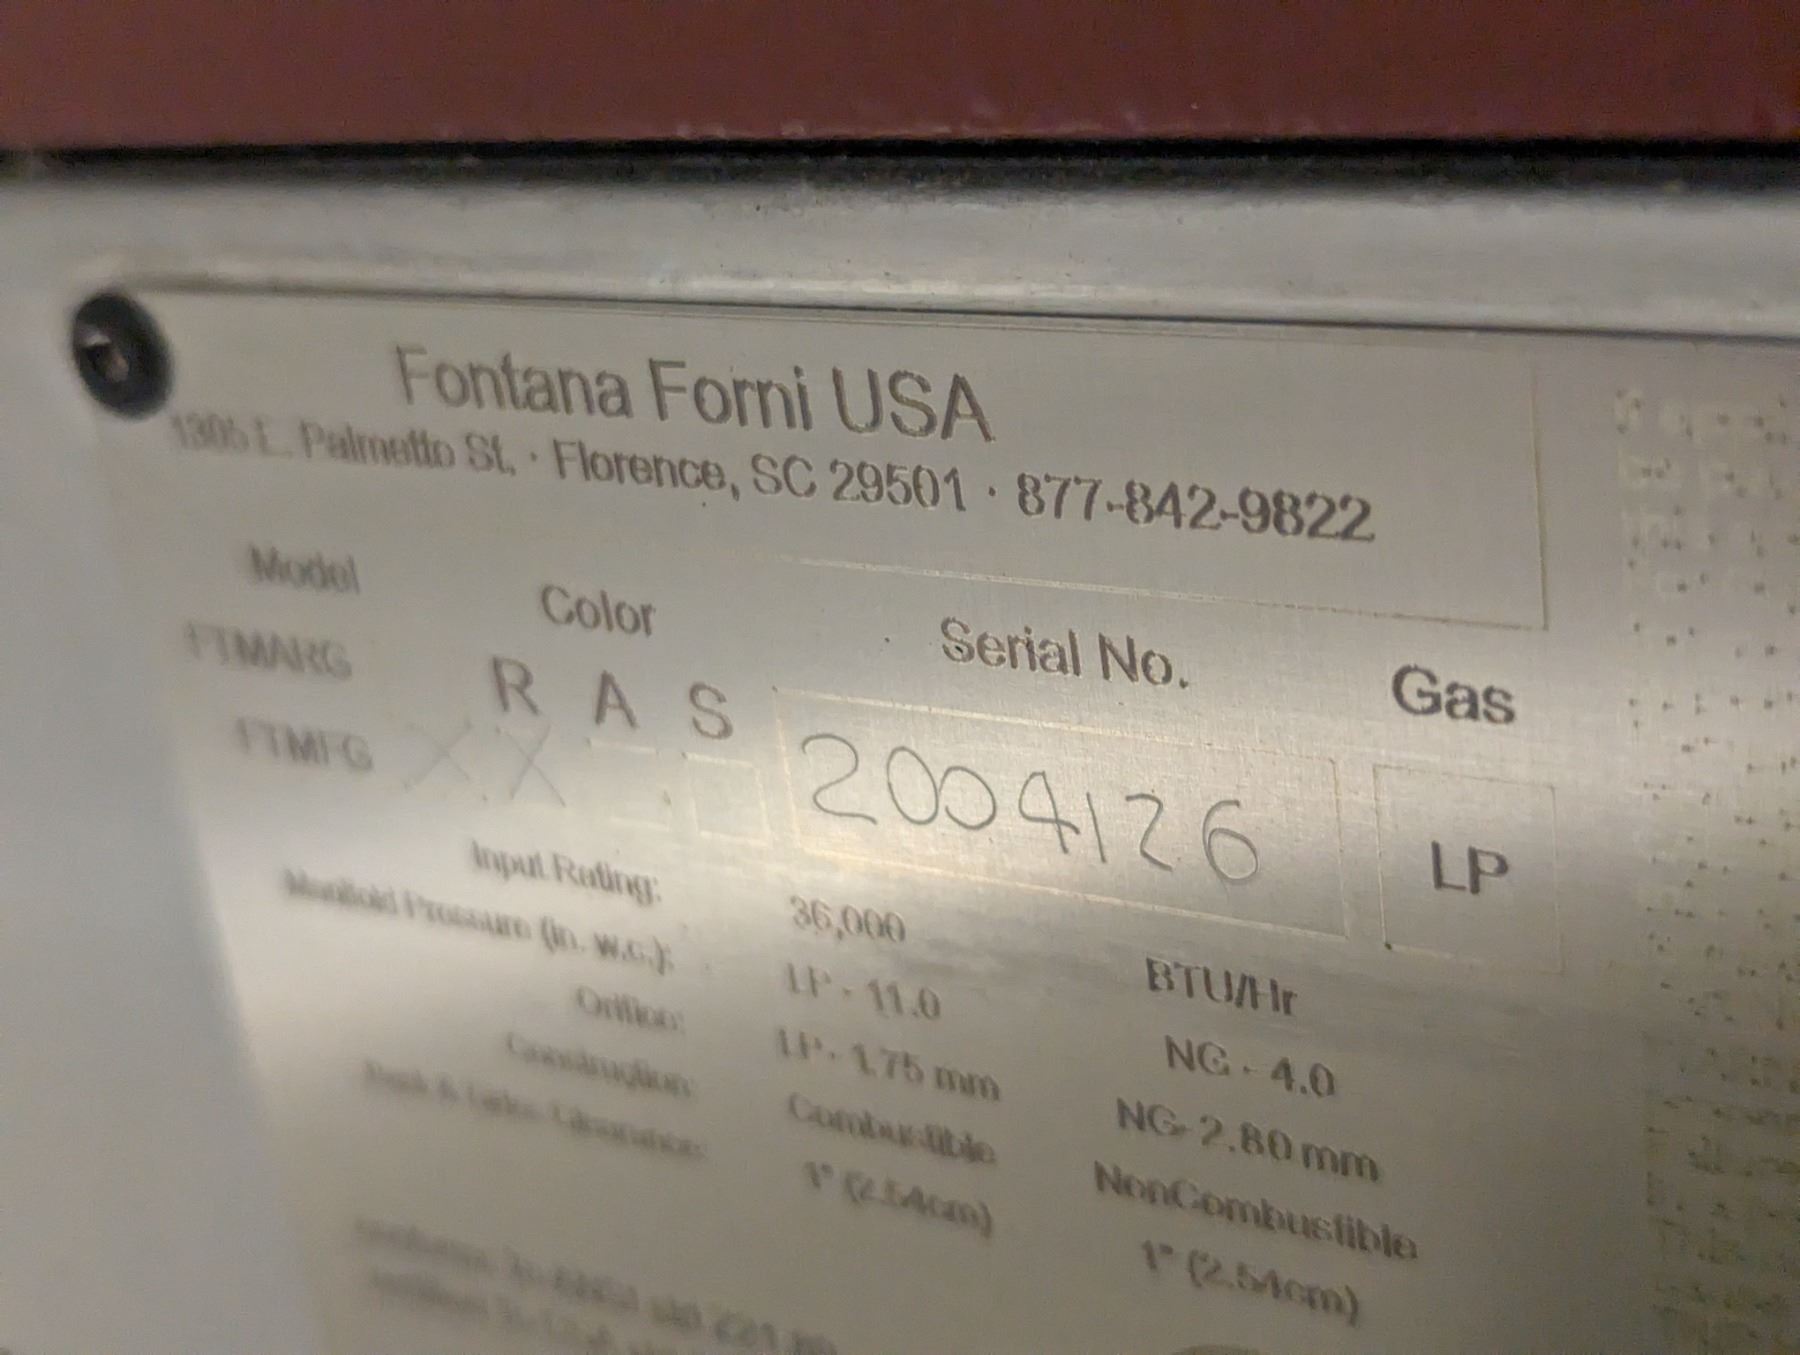 Fontana Forni USA
1305 E. Palmetto St. · Florence, SC 29501 · 877-842-9822
Model Color Serial No. Gas
FTMARG R A S
FTMFG X X 2004126 LP
Input Rating: 36,000 BTU/Hr
Manifold Pressure (in. w.c.): LP - 11.0 NG - 4.0
Orifice: LP - 1.75 mm NG - 2.80 mm
Construction: Combustible NonCombustible
1" (2.54cm) 1" (2.54cm)